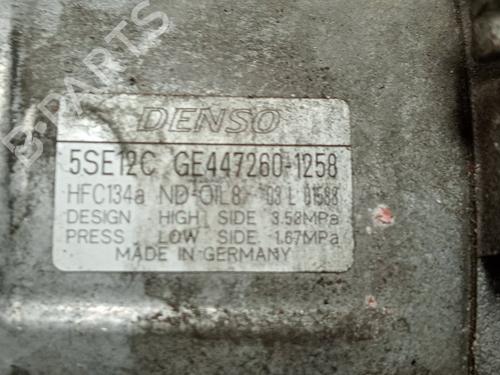 DENSO
5SE12C GE447260-1258
HFC134a ND-OIL8 03 L 01588
DESIGN HIGH SIDE 3.58MPa
PRESS LOW SIDE 1.67MPa
MADE IN GERMANY
B-PARTS